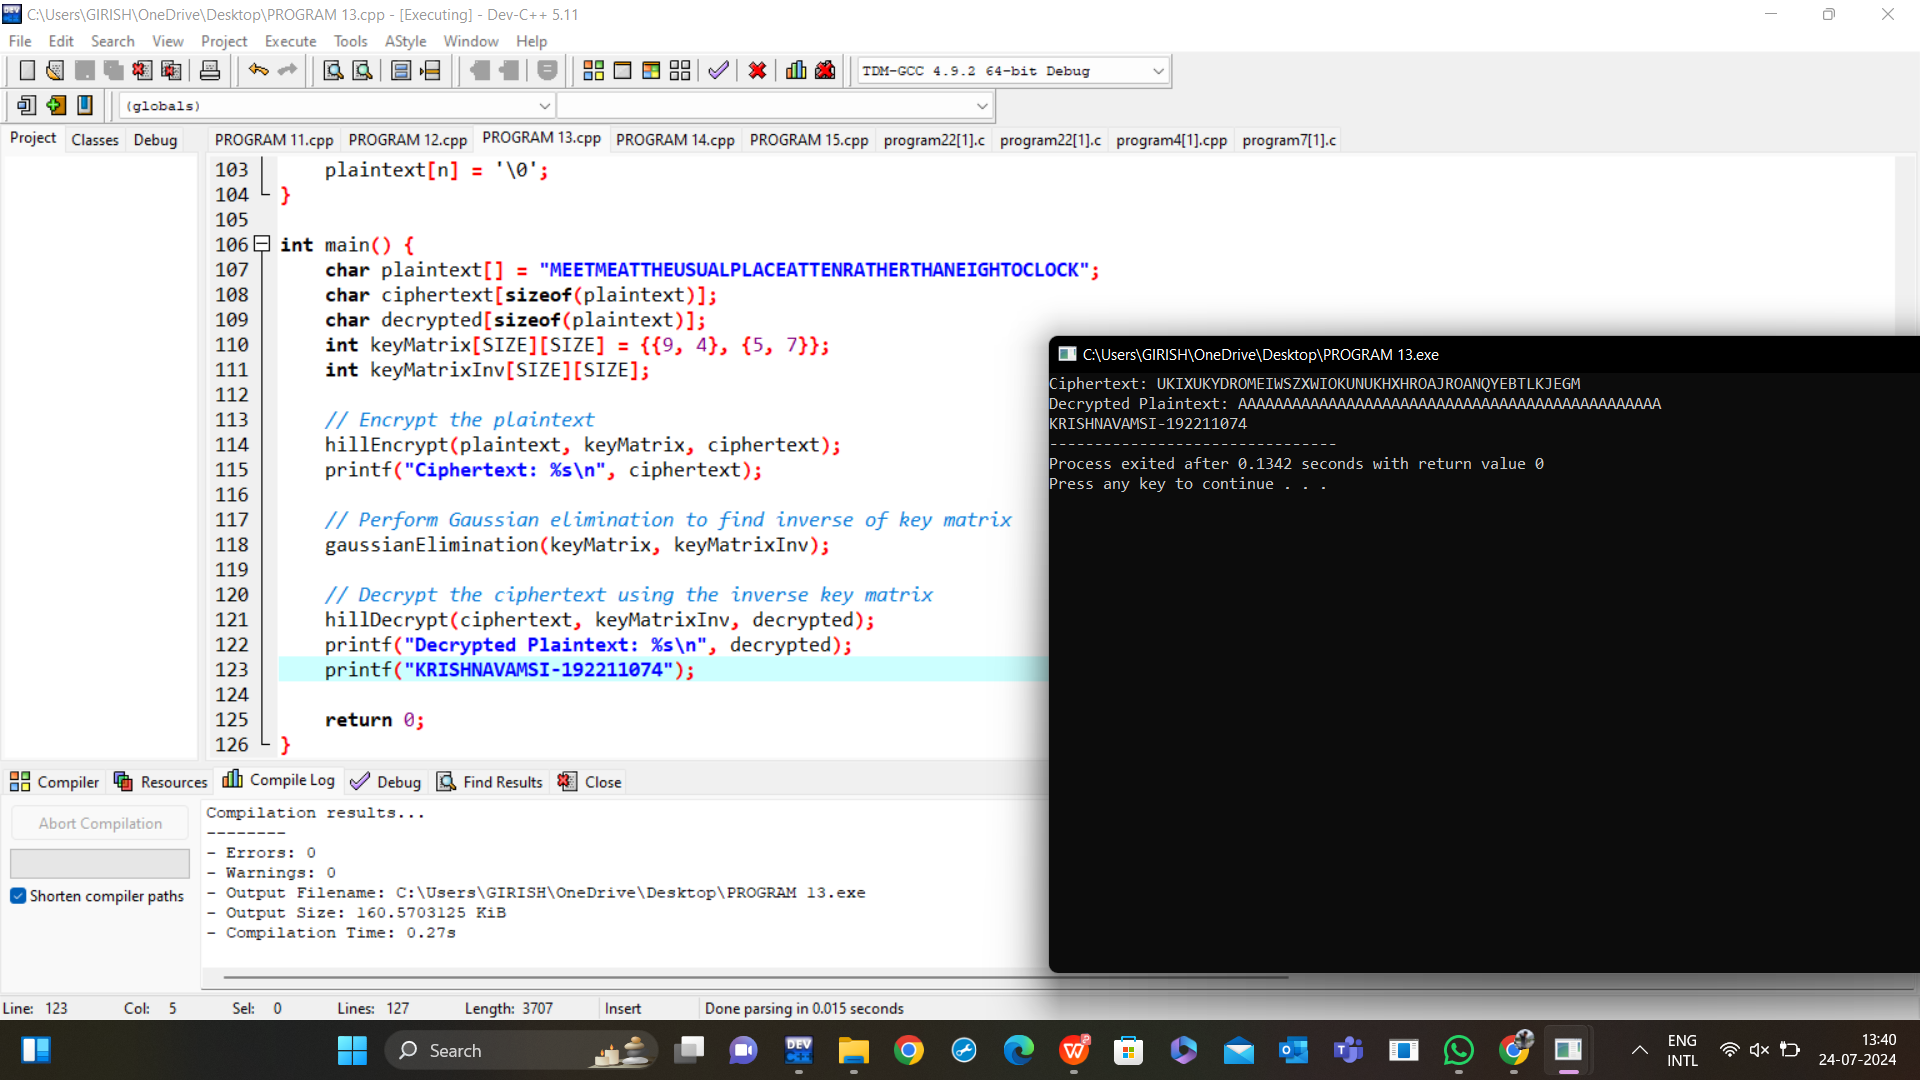 C:\Users\GIRISH\OneDrive\Desktop\PROGRAM 13.cpp - [Executing] - Dev-C++ 5.11
File Edit Search View Project Execute Tools AStyle Window Help
TDM-GCC 4.9.2 64-bit Debug
(globals)
Project Classes Debug
PROGRAM 11.cpp PROGRAM 12.cpp PROGRAM 13.cpp PROGRAM 14.cpp PROGRAM 15.cpp program22[1].c program22[1].c program4[1].cpp program7[1].c
103 plaintext[n] = '\0';
104 }
105
106 int main() {
107 char plaintext[] = "MEETMEATTHEUSUALPLACEATTENRATHERTHANEIGHTOCLOCK";
108 char ciphertext[sizeof(plaintext)];
109 char decrypted[sizeof(plaintext)];
110 int keyMatrix[SIZE][SIZE] = {{9, 4}, {5, 7}};
111 int keyMatrixInv[SIZE][SIZE];
112
113 // Encrypt the plaintext
114 hillEncrypt(plaintext, keyMatrix, ciphertext);
115 printf("Ciphertext: %s\n", ciphertext);
116
117 // Perform Gaussian elimination to find inverse of key matrix
118 gaussianElimination(keyMatrix, keyMatrixInv);
119
120 // Decrypt the ciphertext using the inverse key matrix
121 hillDecrypt(ciphertext, keyMatrixInv, decrypted);
122 printf("Decrypted Plaintext: %s\n", decrypted);
123 printf("KRISHNAVAMSI-192211074");
124
125 return 0;
126 }
C:\Users\GIRISH\OneDrive\Desktop\PROGRAM 13.exe
Ciphertext: UKIXUKYDROMEIWSZXWIOKUNUKHXHROAJROANQYEBTLKJEGM
Decrypted Plaintext: AAAAAAAAAAAAAAAAAAAAAAAAAAAAAAAAAAAAAAAAAAAAAAA
KRISHNAVAMSI-192211074
--------------------------------
Process exited after 0.1342 seconds with return value 0
Press any key to continue . . .
Compiler Resources Compile Log Debug Find Results Close
Abort Compilation
Shorten compiler paths
Compilation results...
--------
- Errors: 0
- Warnings: 0
- Output Filename: C:\Users\GIRISH\OneDrive\Desktop\PROGRAM 13.exe
- Output Size: 160.5703125 KiB
- Compilation Time: 0.27s
Line: 123 Col: 5 Sel: 0 Lines: 127 Length: 3707 Insert Done parsing in 0.015 seconds
Search
ENG
INTL
13:40
24-07-2024